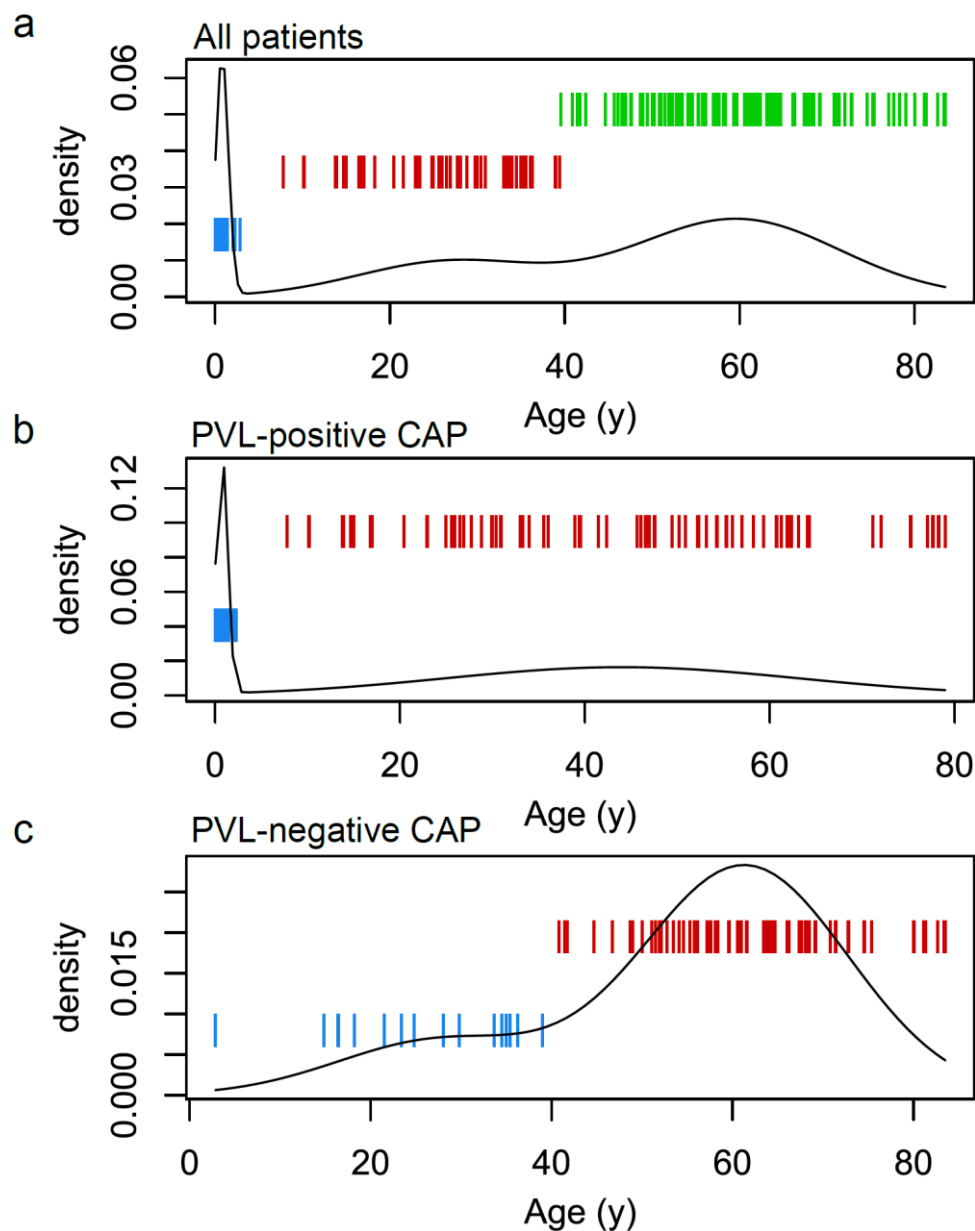 a
All patients
density
0.00
0.03
0.06
0 20 40 60 80
Age (y)
b
PVL-positive CAP
density
0.00
0.06
0.12
0 20 40 60 80
Age (y)
c
PVL-negative CAP
density
0.000
0.015
0 20 40 60 80
Age (y)